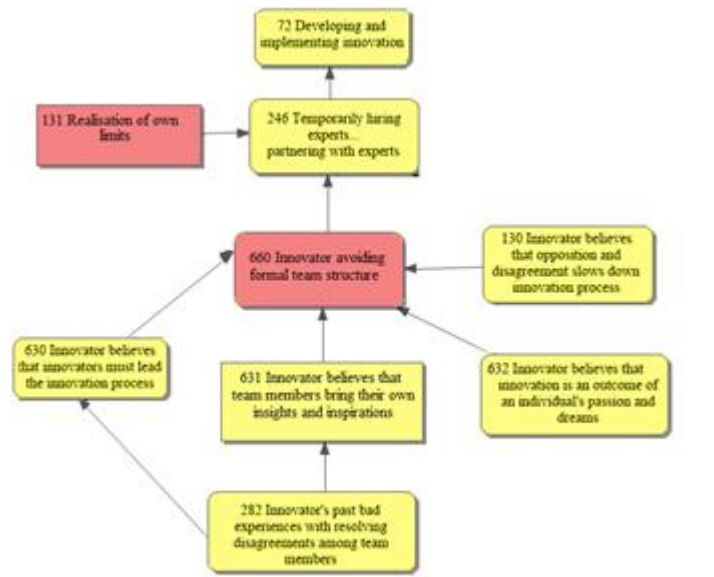 72 Developing and
implementing innovation
131 Realisation of own
limits
246 Temporarily hiring
experts...
partnering with experts
660 Innovator avoiding
formal team structure
130 Innovator believes
that opposition and
disagreement slows down
innovation process
630 Innovator believes
that innovators must lead
the innovation process
631 Innovator believes that
team members bring their own
insights and inspirations
632 Innovator believes that
innovation is an outcome of
an individual's passion and
dreams
282 Innovator's past bad
experiences with resolving
disagreements among team
members